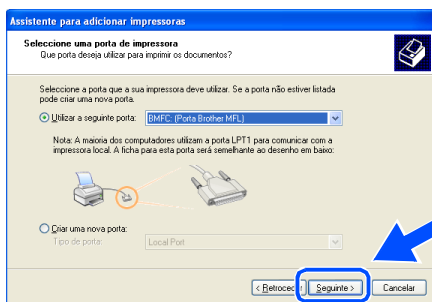 Assistente para adicionar impressoras
Seleccione uma porta de impressora
Que porta deseja utilizar para imprimir os documentos?
Seleccione a porta que a sua impressora deve utilizar. Se a porta não estiver listada
pode criar uma nova porta.
Utilizar a seguinte porta: BMFC: (Porta Brother MFL)
Nota: A maioria dos computadores utilizam a porta LPT1 para comunicar com a
impressora local. A ficha para esta porta será semelhante ao desenho em baixo:
Criar uma nova porta:
Tipo de porta: Local Port
< Retroceder Seguinte > Cancelar